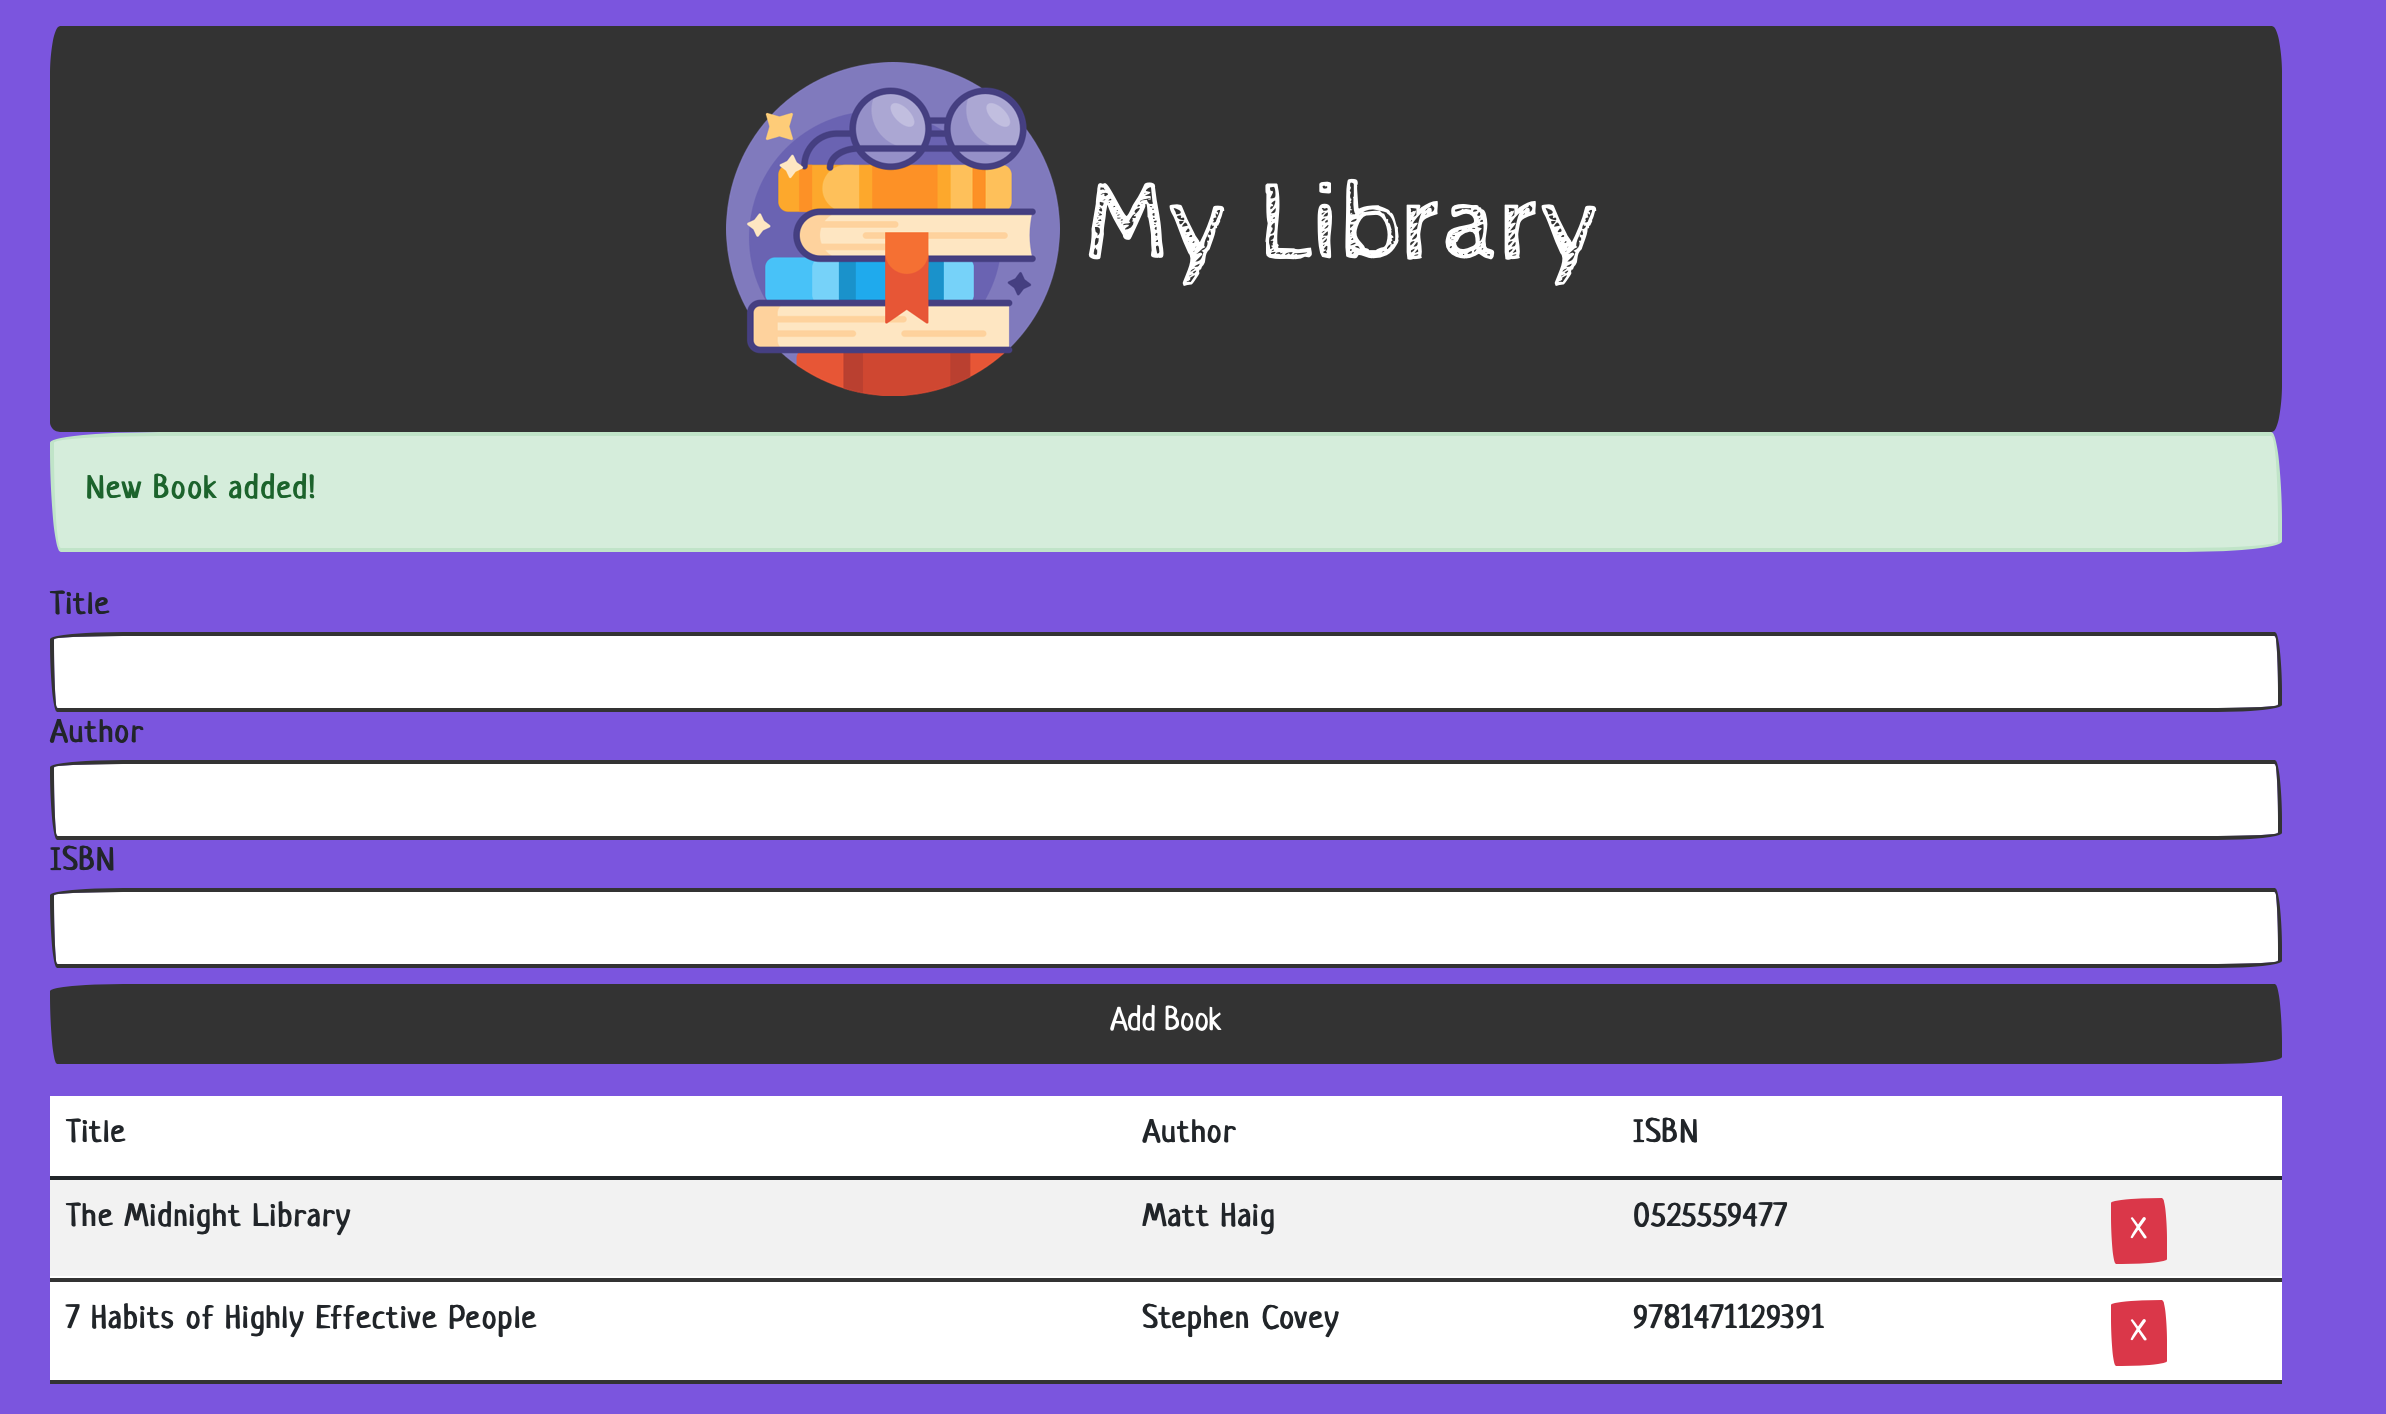 My Library
New Book added!
Title
Author
ISBN
Add Book
Title Author ISBN
The Midnight Library Matt Haig 0525559477 X
7 Habits of Highly Effective People Stephen Covey 9781471129391 X